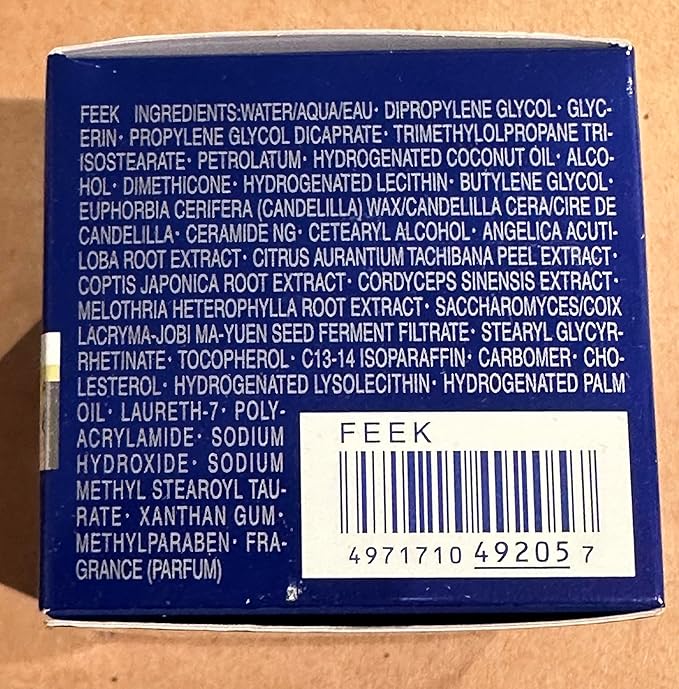 FEEK INGREDIENTS:WATER/AQUA/EAU· DIPROPYLENE GLYCOL· GLYC-
ERIN· PROPYLENE GLYCOL DICAPRATE· TRIMETHYLOLPROPANE TRI-
ISOSTEARATE· PETROLATUM· HYDROGENATED COCONUT OIL· ALCO-
HOL· DIMETHICONE· HYDROGENATED LECITHIN· BUTYLENE GLYCOL·
EUPHORBIA CERIFERA (CANDELILLA) WAX/CANDELILLA CERA/CIRE DE
CANDELILLA· CERAMIDE NG· CETEARYL ALCOHOL· ANGELICA ACUTI-
LOBA ROOT EXTRACT· CITRUS AURANTIUM TACHIBANA PEEL EXTRACT·
COPTIS JAPONICA ROOT EXTRACT· CORDYCEPS SINENSIS EXTRACT·
MELOTHRIA HETEROPHYLLA ROOT EXTRACT· SACCHAROMYCES/COIX
LACRYMA-JOBI MA-YUEN SEED FERMENT FILTRATE· STEARYL GLYCYR-
RHETINATE· TOCOPHEROL· C13-14 ISOPARAFFIN· CARBOMER· CHO-
LESTEROL· HYDROGENATED LYSOLECITHIN· HYDROGENATED PALM
OIL· LAURETH-7· POLY-
ACRYLAMIDE· SODIUM
HYDROXIDE· SODIUM
METHYL STEAROYL TAU-
RATE· XANTHAN GUM·
METHYLPARABEN· FRA-
GRANCE (PARFUM)
FEEK
4971710 49205 7